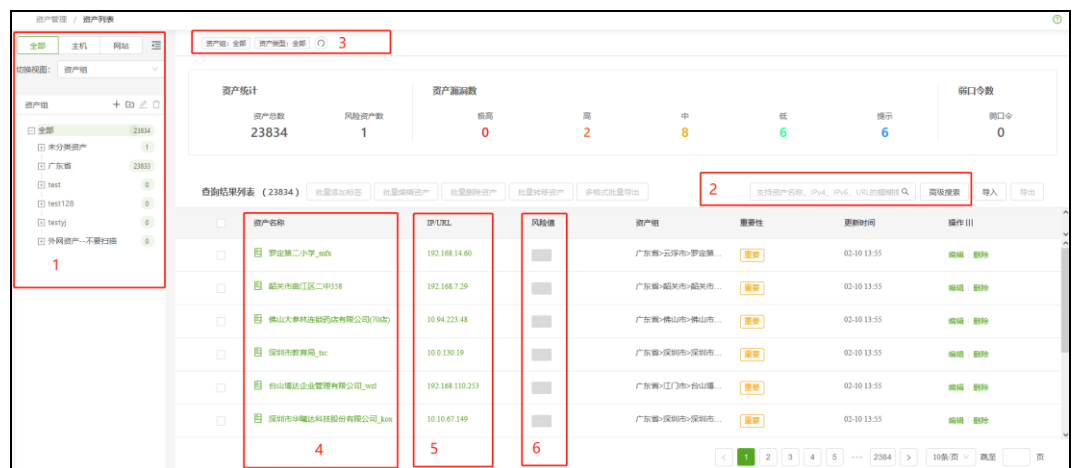 资产管理 / 资产列表
全部 主机 网站
切换视图: 资产组
资产组
全部 23834
未分类资产 1
广东省 23833
test 0
test128 0
testyj 0
外网资产--不要扫描 0
1
资产组: 全部 资产类型: 全部 3
资产统计 资产漏洞数 弱口令数
资产总数 风险资产数 极高 高 中 低 提示 弱口令
23834 1 0 2 8 6 6 0
2
查询结果列表 (23834) 批量添加标签 批量编辑资产 批量删除资产 批量转移资产 多格式批量导出 支持资产名称、IPv4、IPv6、URL的模糊搜 高级搜索 导入 导出
资产名称 IP/URL 风险值 资产组 重要性 更新时间 操作
罗定第二小学_mfx 192.168.14.60 广东省>云浮市>罗定第... 重要 02-10 13:55 编辑 删除
韶关市曲江区二中358 192.168.7.29 广东省>韶关市>韶关市... 重要 02-10 13:55 编辑 删除
佛山大参林连锁药店有限公司(70店) 10.94.223.48 广东省>佛山市>佛山市... 重要 02-10 13:55 编辑 删除
深圳市教育局_txc 10.0.130.19 广东省>深圳市>深圳市... 重要 02-10 13:55 编辑 删除
台山博达企业管理有限公司_wzl 192.168.110.253 广东省>江门市>台山博... 重要 02-10 13:55 编辑 删除
深圳市华曦达科技股份有限公司_kox 10.10.67.149 广东省>深圳市>深圳市... 重要 02-10 13:55 编辑 删除
4 5 6
1 2 3 4 5 ... 2384 10条/页 跳至 页